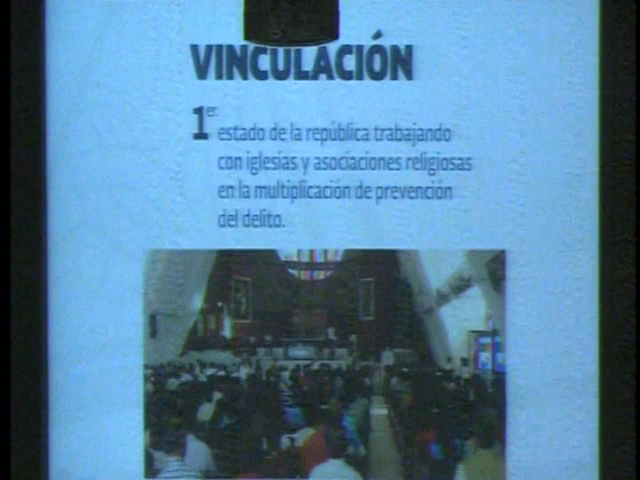 VINCULACIÓN
1er. estado de la república trabajando
con iglesias y asociaciones religiosas
en la multiplicación de prevención
del delito.